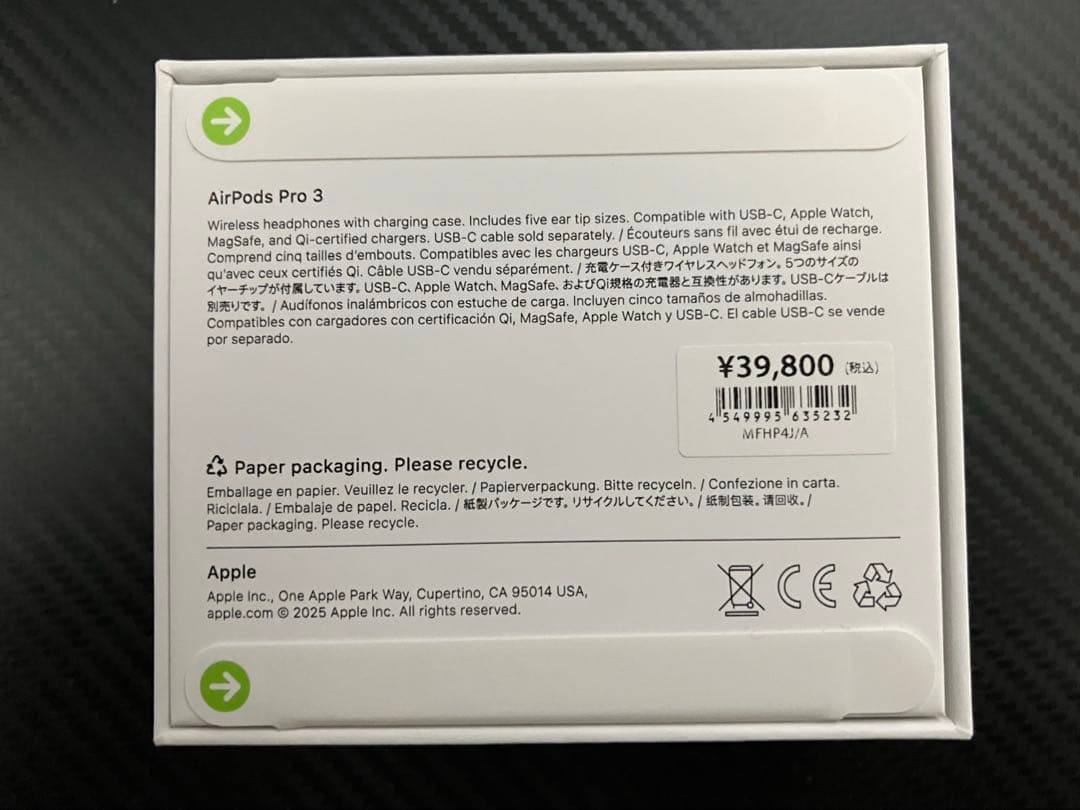 AirPods Pro 3
Wireless headphones with charging case. Includes five ear tip sizes. Compatible with USB-C, Apple Watch,
MagSafe, and Qi-certified chargers. USB-C cable sold separately. / Écouteurs sans fil avec étui de recharge.
Comprend cinq tailles d'embouts. Compatibles avec les chargeurs USB-C, Apple Watch et MagSafe ainsi
qu'avec ceux certifiés Qi. Câble USB-C vendu séparément. / 充電ケース付きワイヤレスヘッドフォン。5つのサイズの
イヤーチップが付属しています。USB-C、Apple Watch、MagSafe、およびQi規格の充電器と互換性があります。USB-Cケーブルは
別売りです。 / Audífonos inalámbricos con estuche de carga. Incluyen cinco tamaños de almohadillas.
Compatibles con cargadores con certificación Qi, MagSafe, Apple Watch y USB-C. El cable USB-C se vende
por separado.
¥39,800 (税込)
4 549995 635232
MFHP4J/A
Paper packaging. Please recycle.
Emballage en papier. Veuillez le recycler. / Papierverpackung. Bitte recyceln. / Confezione in carta.
Riciclala. / Embalaje de papel. Recicla. / 紙製パッケージです。リサイクルしてください。 / 纸制包装。请回收。 /
Paper packaging. Please recycle.
Apple
Apple Inc., One Apple Park Way, Cupertino, CA 95014 USA,
apple.com © 2025 Apple Inc. All rights reserved.
CE